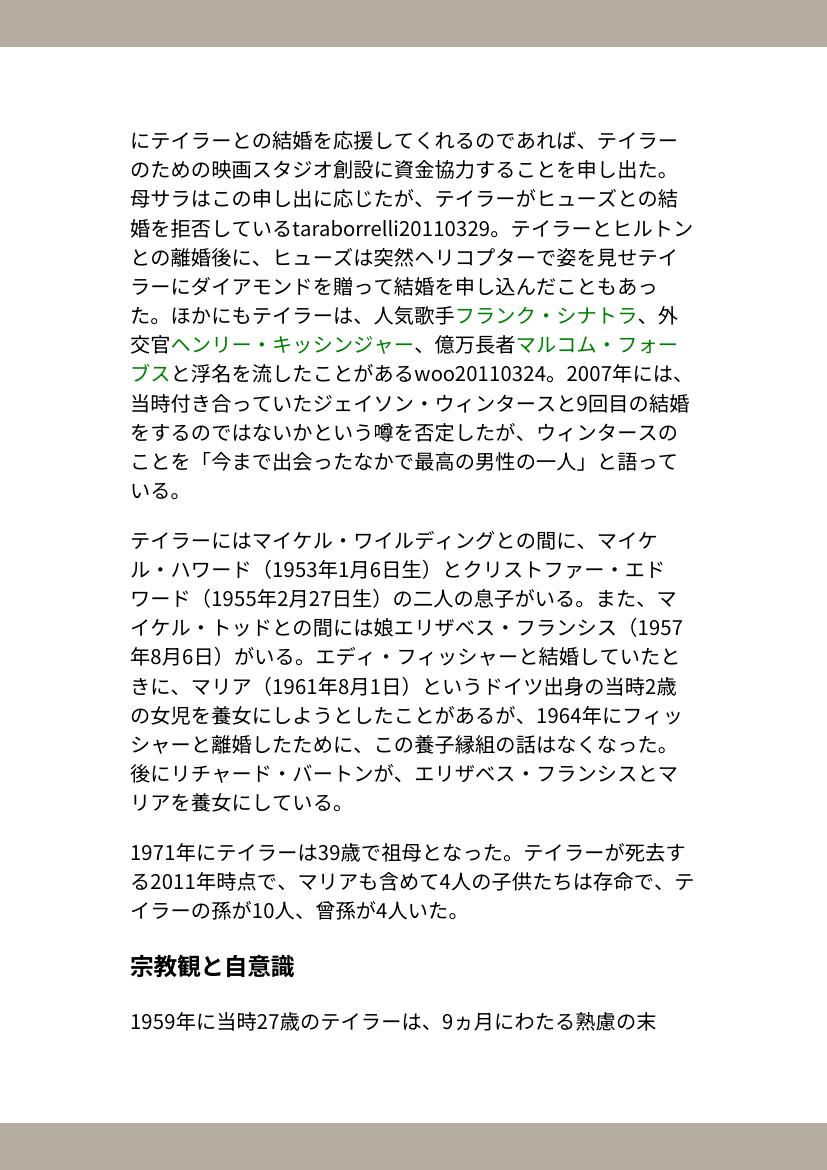 にテイラーとの結婚を応援してくれるのであれば、テイラー
のための映画スタジオ創設に資金協力することを申し出た。
母サラはこの申し出に応じたが、テイラーがヒューズとの結
婚を拒否しているtaraborrelli20110329。テイラーとヒルトン
との離婚後に、ヒューズは突然ヘリコプターで姿を見せテイ
ラーにダイアモンドを贈って結婚を申し込んだこともあっ
た。ほかにもテイラーは、人気歌手フランク・シナトラ、外
交官ヘンリー・キッシンジャー、億万長者マルコム・フォー
ブスと浮名を流したことがあるwoo20110324。2007年には、
当時付き合っていたジェイソン・ウィンタースと9回目の結婚
をするのではないかという噂を否定したが、ウィンタースの
ことを「今まで出会ったなかで最高の男性の一人」と語って
いる。
テイラーにはマイケル・ワイルディングとの間に、マイケ
ル・ハワード（1953年1月6日生）とクリストファー・エド
ワード（1955年2月27日生）の二人の息子がいる。また、マ
イケル・トッドとの間には娘エリザベス・フランシス（1957
年8月6日）がいる。エディ・フィッシャーと結婚していたと
きに、マリア（1961年8月1日）というドイツ出身の当時2歳
の女児を養女にしようとしたことがあるが、1964年にフィッ
シャーと離婚したために、この養子縁組の話はなくなった。
後にリチャード・バートンが、エリザベス・フランシスとマ
リアを養女にしている。
1971年にテイラーは39歳で祖母となった。テイラーが死去す
る2011年時点で、マリアも含めて4人の子供たちは存命で、テ
イラーの孫が10人、曾孫が4人いた。
宗教観と自意識
1959年に当時27歳のテイラーは、9ヵ月にわたる熟慮の末